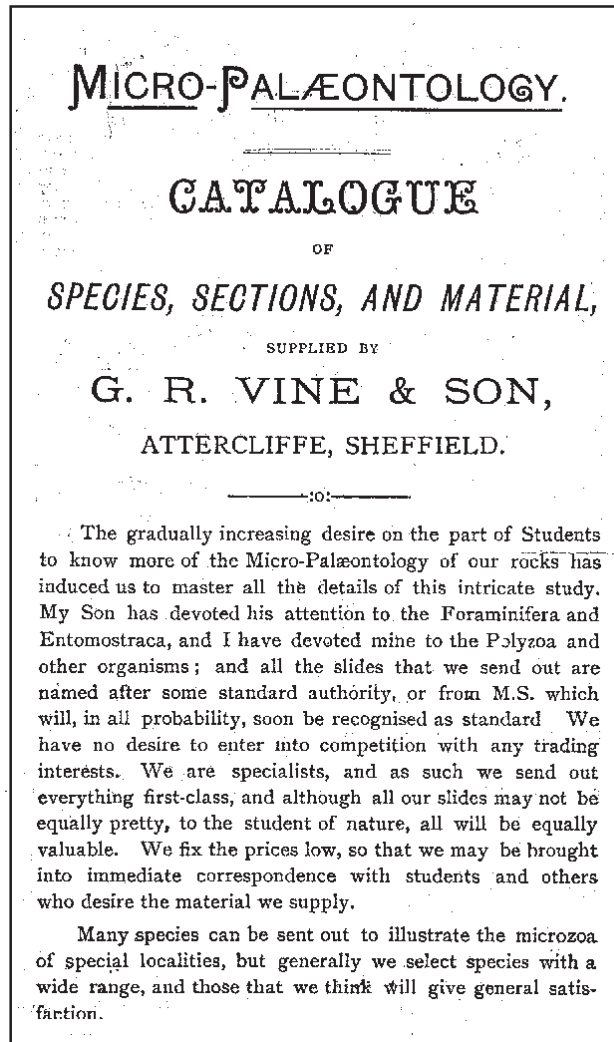 MICRO-PALÆONTOLOGY.
CATALOGUE
OF
SPECIES, SECTIONS, AND MATERIAL,
SUPPLIED BY
G. R. VINE & SON,
ATTERCLIFFE, SHEFFIELD.
:o:
The gradually increasing desire on the part of Students
to know more of the Micro-Palæontology of our rocks has
induced us to master all the details of this intricate study.
My Son has devoted his attention to the Foraminifera and
Entomostraca, and I have devoted mine to the Polyzoa and
other organisms; and all the slides that we send out are
named after some standard authority, or from M.S. which
will, in all probability, soon be recognised as standard We
have no desire to enter into competition with any trading
interests. We are specialists, and as such we send out
everything first-class, and although all our slides may not be
equally pretty, to the student of nature, all will be equally
valuable. We fix the prices low, so that we may be brought
into immediate correspondence with students and others
who desire the material we supply.
Many species can be sent out to illustrate the microzoa
of special localities, but generally we select species with a
wide range, and those that we think will give general satis-
faction.